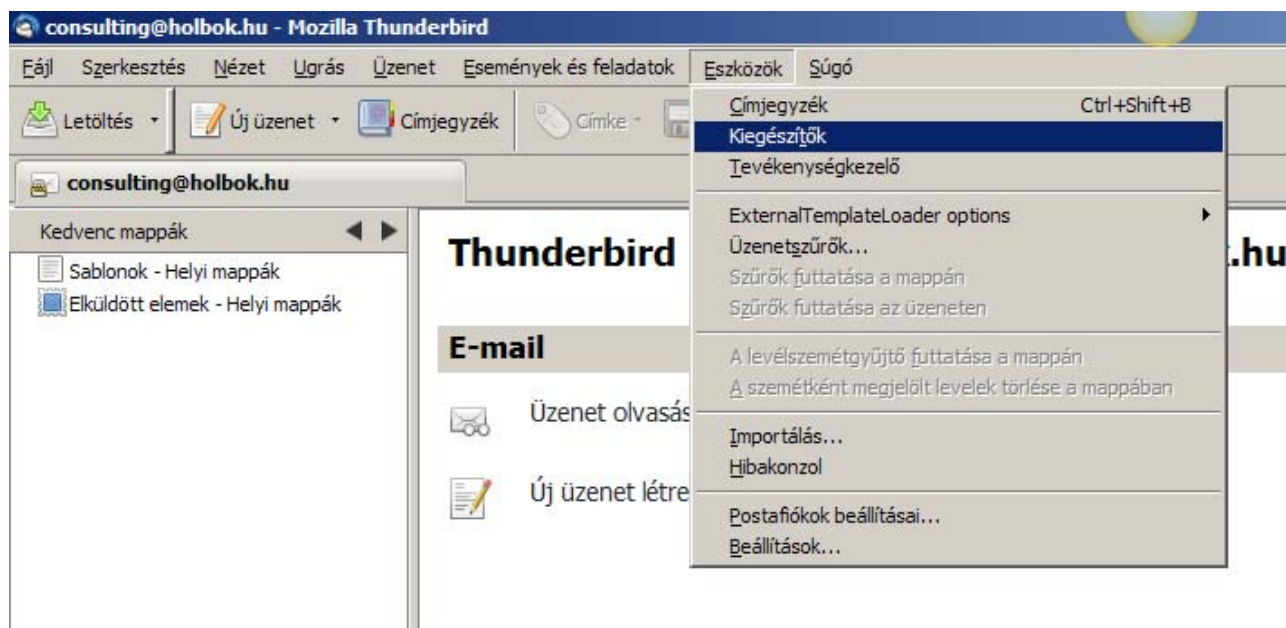 consulting@holbok.hu - Mozilla Thunderbird
Fájl Szerkesztés Nézet Ugrás Üzenet Események és feladatok Eszközök Súgó
Letöltés Új üzenet Címjegyzék Címke
consulting@holbok.hu
Kedvenc mappák
Sablonok - Helyi mappák
Elküldött elemek - Helyi mappák
Thunderbird .hu
E-mail
Üzenet olvasás
Új üzenet létre
Címjegyzék Ctrl+Shift+B
Kiegészítők
Tevékenységkezelő
ExternalTemplateLoader options
Üzenetszűrők...
Szűrők futtatása a mappán
Szűrők futtatása az üzeneten
A levélszemétgyűjtő futtatása a mappán
A szemétként megjelölt levelek törlése a mappában
Importálás...
Hibakonzol
Postafiókok beállításai...
Beállítások...